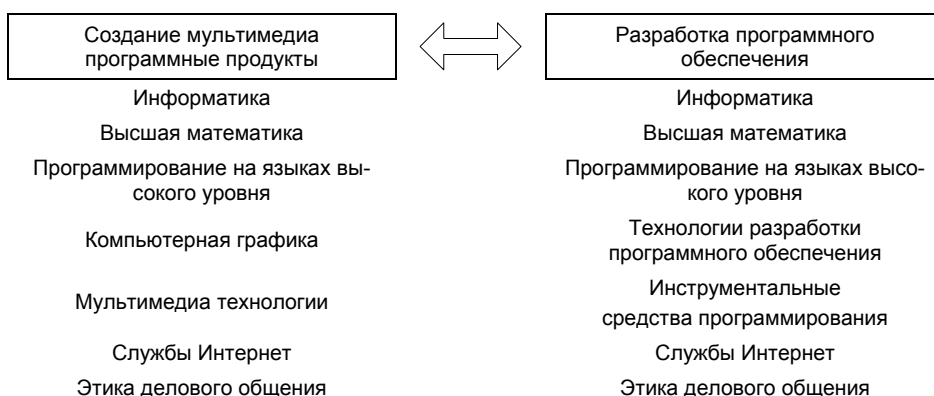 Создание мультимедиа
программные продукты
Информатика
Высшая математика
Программирование на языках вы-
сокого уровня
Компьютерная графика
Мультимедиа технологии
Службы Интернет
Этика делового общения
Разработка программного
обеспечения
Информатика
Высшая математика
Программирование на языках высо-
кого уровня
Технологии разработки
программного обеспечения
Инструментальные
средства программирования
Службы Интернет
Этика делового общения